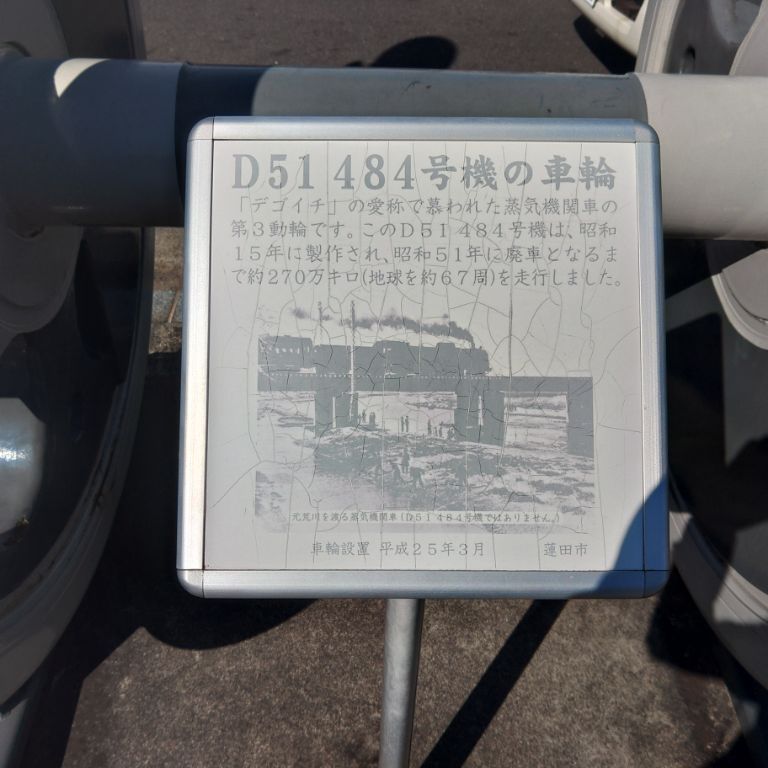 D51 484号機の車輪
「デゴイチ」の愛称で慕われた蒸気機関車の
第3動輪です。このD51 484号機は、昭和
15年に製作され、昭和51年に廃車となるま
で約270万キロ(地球を約67周)を走行しました。
元荒川を渡る蒸気機関車(D51484号機ではありません。)
車輪設置 平成25年3月 蓮田市